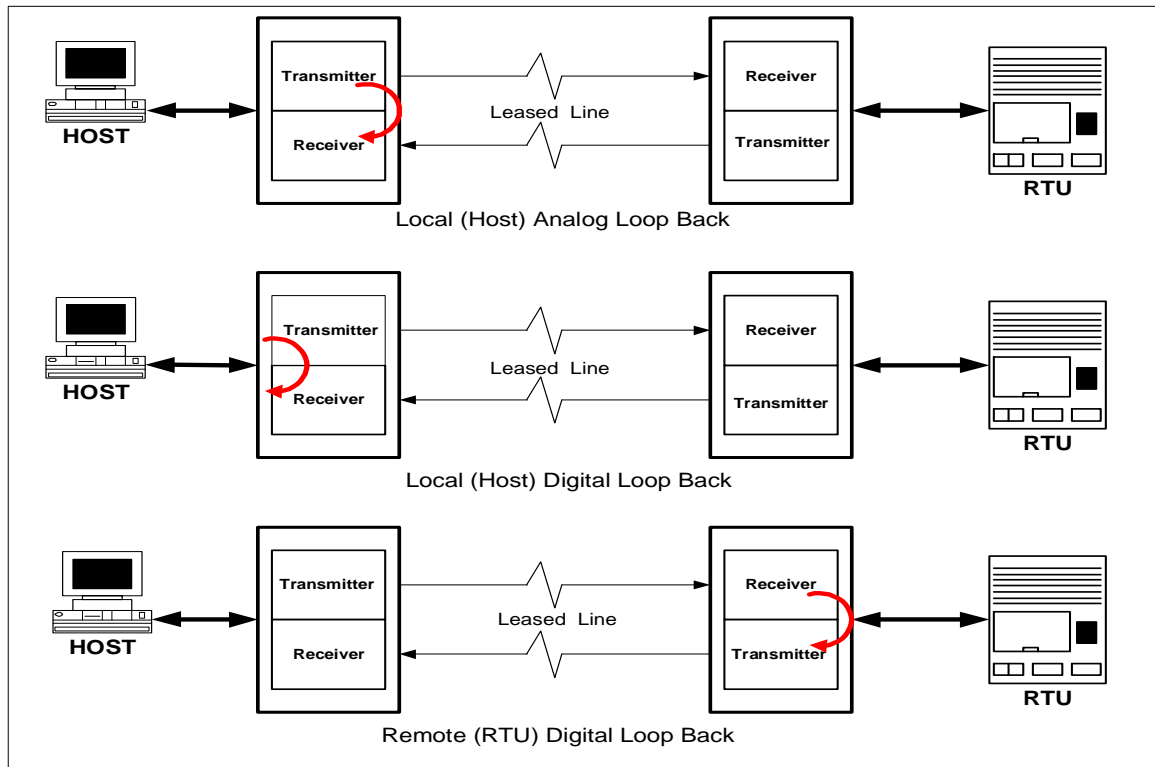 Transmitter
Receiver
HOST
Receiver
Leased Line
Transmitter
RTU
Local (Host) Analog Loop Back
Transmitter
Receiver
HOST
Receiver
Leased Line
Transmitter
RTU
Local (Host) Digital Loop Back
Transmitter
Receiver
HOST
Receiver
Leased Line
Transmitter
RTU
Remote (RTU) Digital Loop Back